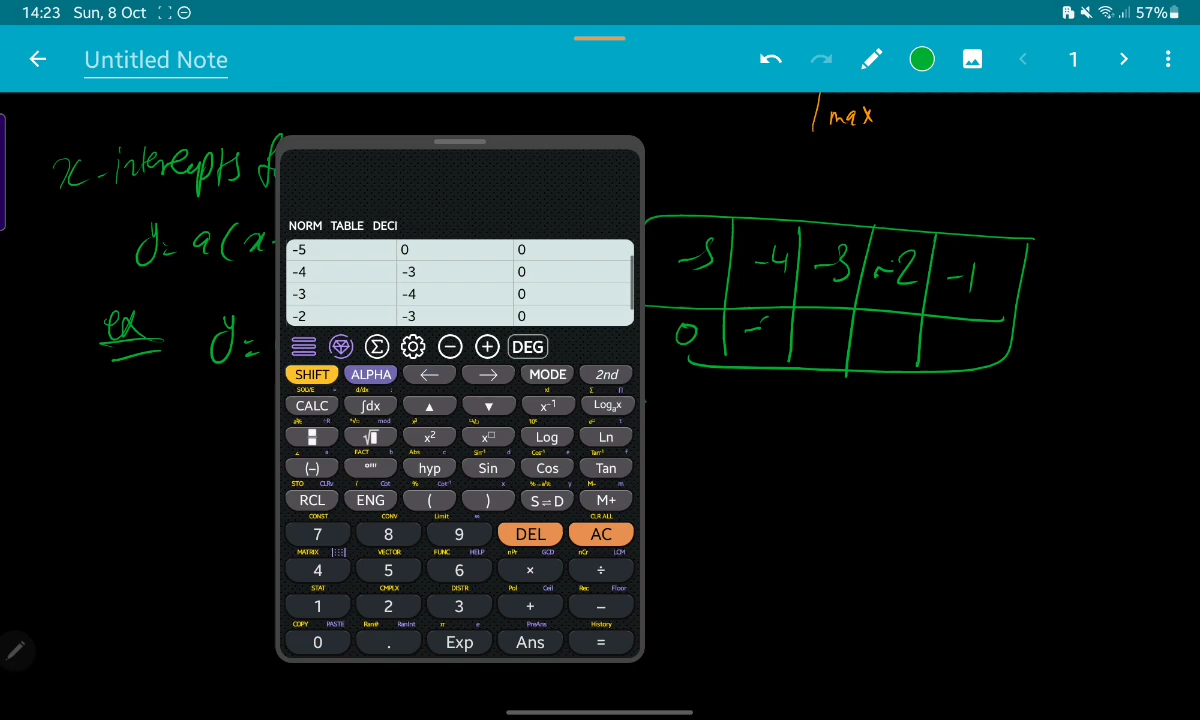 14:23 Sun, 8 Oct 57%
Untitled Note 1
max
x-intercepts
y= a(x-
ex y=
-5 -4 -3 -2 -1
0 -
NORM TABLE DECI
-5 0 0
-4 -3 0
-3 -4 0
-2 -3 0
DEG
SHIFT ALPHA ← → MODE 2nd
SOLVE = d/dx : x! Σ Π
CALC ∫dx ▲ ▼ x⁻¹ Logₐx
mod
√ x² x□ Log Ln
FACT b Abs c Sin⁻¹ d Cos⁻¹ e Tan⁻¹ f
(−) °'" hyp Sin Cos Tan
STO CLRv i Cot % Cot⁻¹ x y M- m
RCL ENG ( ) S⇌D M+
CONST CONV Limit ∞ CLR ALL
7 8 9 DEL AC
MATRIX VECTOR FUNC HELP nPr GCD nCr LCM
4 5 6 × ÷
STAT CMPLX DISTR Pol Ceil Rec Floor
1 2 3 + −
COPY PASTE Ran# RanInt π e PreAns History
0 . Exp Ans =